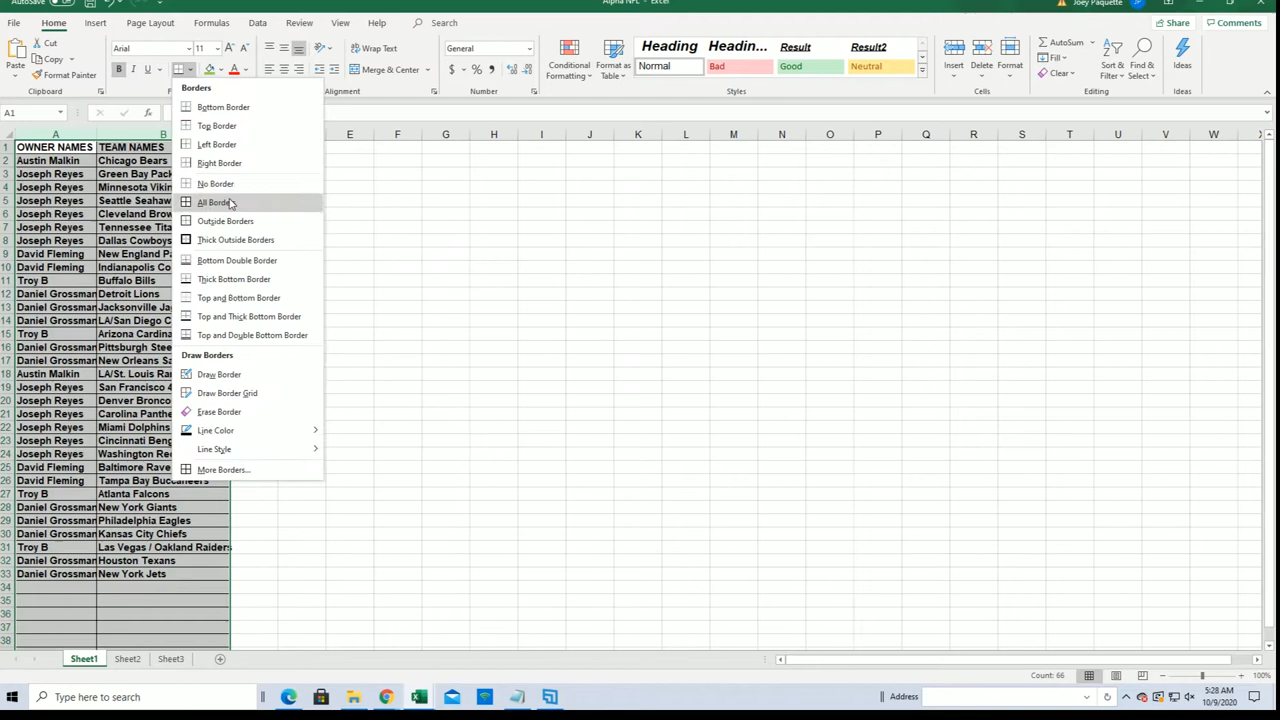 AutoSave Off
Alpha NFL - Excel
Joey Paquette
File Home Insert Page Layout Formulas Data Review View Help Search
Share Comments
Paste Cut Copy Format Painter
Arial 11
Wrap Text
Merge & Center
General
Conditional Formatting Format as Table
Heading Headin... Result Result2
Normal Bad Good Neutral
Insert Delete Format
AutoSum Fill Clear
Sort & Filter Find & Select
Ideas
Clipboard Alignment Number Styles Cells Editing Ideas
A1
Borders
Bottom Border
Top Border
Left Border
Right Border
No Border
All Borders
Outside Borders
Thick Outside Borders
Bottom Double Border
Thick Bottom Border
Top and Bottom Border
Top and Thick Bottom Border
Top and Double Bottom Border
Draw Borders
Draw Border
Draw Border Grid
Erase Border
Line Color
Line Style
More Borders...
A B E F G H I J K L M N O P Q R S T U V W X
1 OWNER NAMES TEAM NAMES
2 Austin Malkin Chicago Bears
3 Joseph Reyes Green Bay Pack
4 Joseph Reyes Minnesota Vikin
5 Joseph Reyes Seattle Seahaw
6 Joseph Reyes Cleveland Brow
7 Joseph Reyes Tennessee Tita
8 Joseph Reyes Dallas Cowboys
9 David Fleming New England P
10 David Fleming Indianapolis Co
11 Troy B Buffalo Bills
12 Daniel Grossman Detroit Lions
13 Daniel Grossman Jacksonville Ja
14 Daniel Grossman LA/San Diego C
15 Troy B Arizona Cardina
16 Daniel Grossman Pittsburgh Stee
17 Daniel Grossman New Orleans Sa
18 Austin Malkin LA/St. Louis Ran
19 Joseph Reyes San Francisco 4
20 Joseph Reyes Denver Bronco
21 Joseph Reyes Carolina Panthe
22 Joseph Reyes Miami Dolphins
23 Joseph Reyes Cincinnati Beng
24 Joseph Reyes Washington Rec
25 David Fleming Baltimore Rave
26 David Fleming Tampa Bay Buccaneers
27 Troy B Atlanta Falcons
28 Daniel Grossman New York Giants
29 Daniel Grossman Philadelphia Eagles
30 Daniel Grossman Kansas City Chiefs
31 Troy B Las Vegas / Oakland Raiders
32 Daniel Grossman Houston Texans
33 Daniel Grossman New York Jets
34
35
36
37
38
Sheet1 Sheet2 Sheet3
Count: 66 100%
Type here to search
Address
5:28 AM
10/9/2020